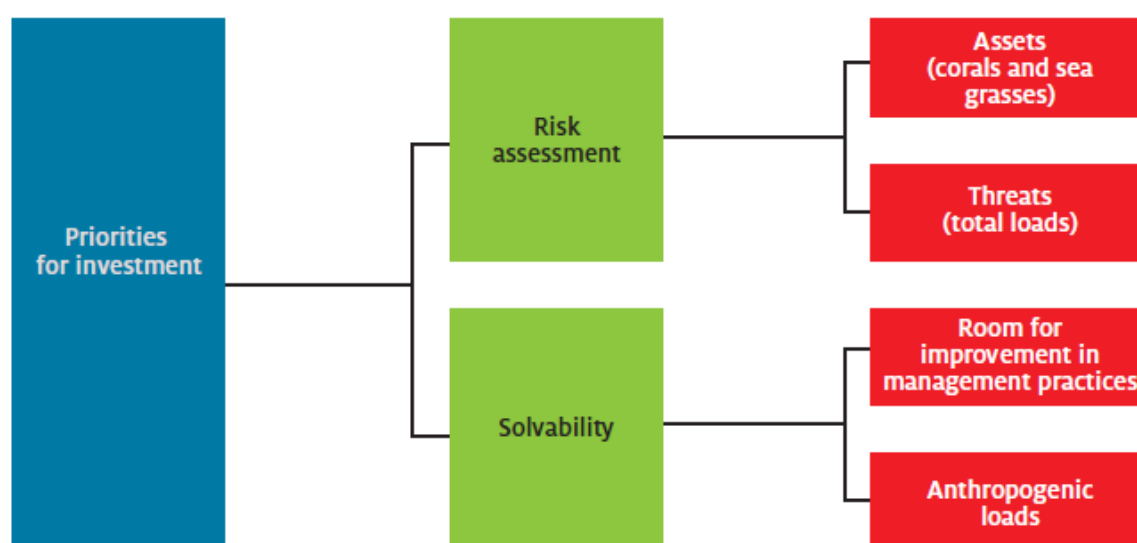 Priorities
for investment
Risk
assessment
Solvability
Assets
(corals and sea
grasses)
Threats
(total loads)
Room for
improvement in
management practices
Anthropogenic
loads